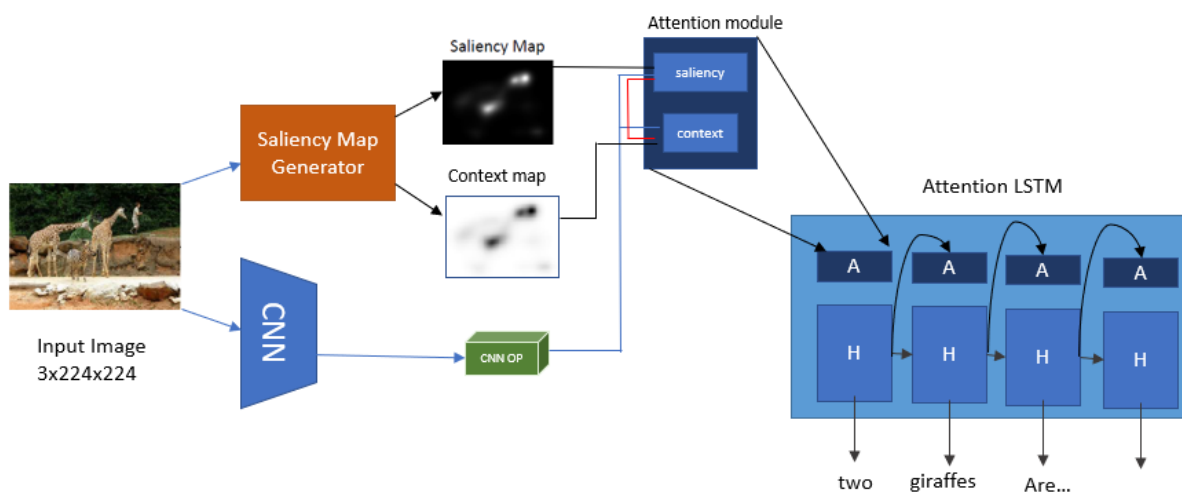 Attention module
Saliency Map
saliency
Saliency Map
Generator
context
Context map
Attention LSTM
A
A
A
A
CNN
Input Image
3x224x224
CNN OP
H
H
H
H
two
giraffes
Are...